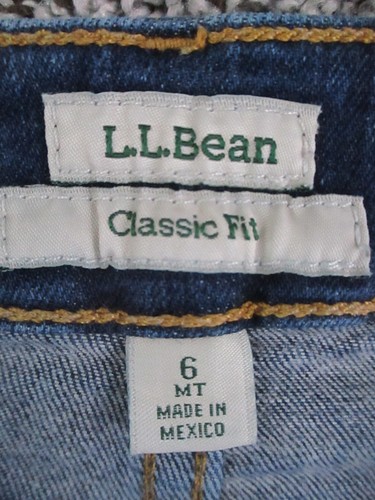 L.L.Bean
Classic Fit
6
MT
MADE IN
MEXICO